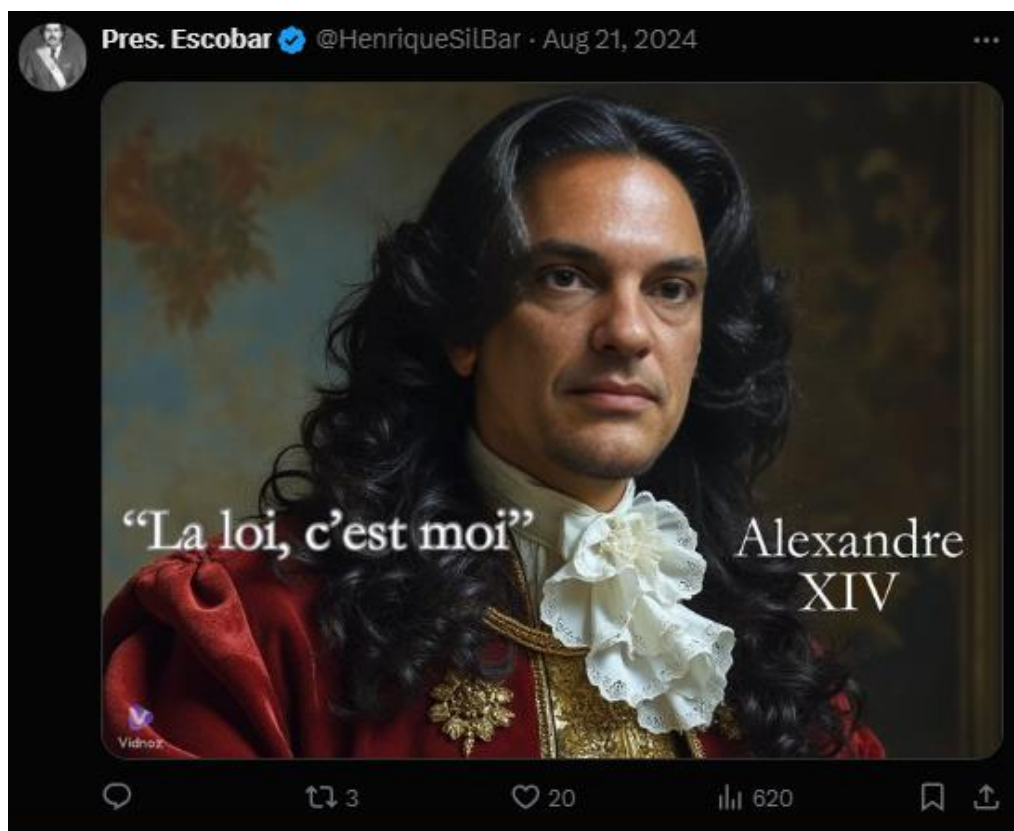 Pres. Escobar @HenriqueSilBar · Aug 21, 2024
“La loi, c’est moi”
Alexandre
XIV
Vidnoz
3 20 620